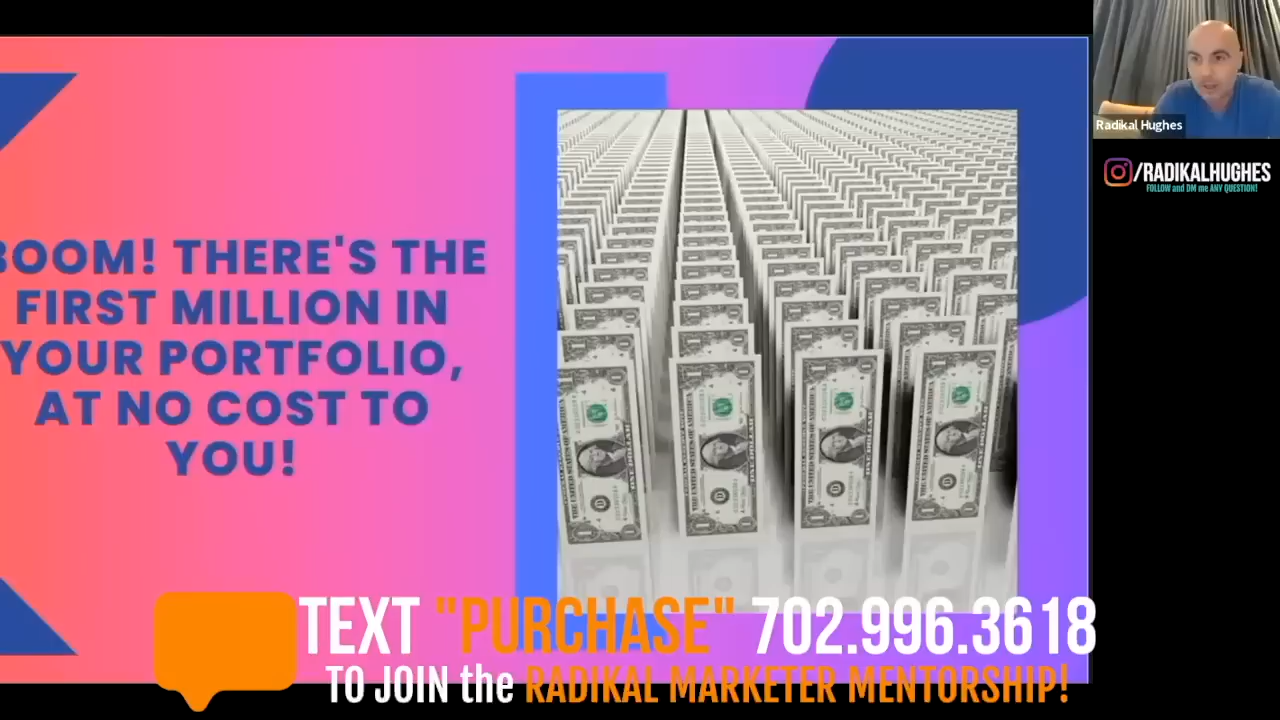 BOOM! THERE'S THE
FIRST MILLION IN
YOUR PORTFOLIO,
AT NO COST TO
YOU!
Radikal Hughes
/RADIKALHUGHES
FOLLOW and DM me ANY QUESTION!
TEXT "PURCHASE" 702.996.3618
TO JOIN the RADIKAL MARKETER MENTORSHIP!